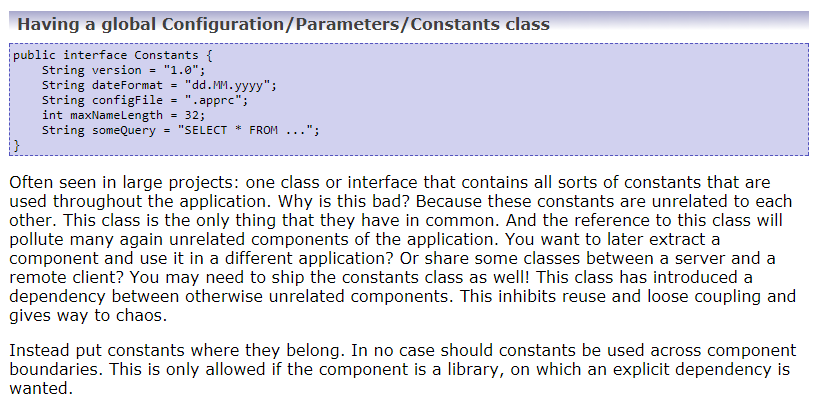 Having a global Configuration/Parameters/Constants class
public interface Constants {
    String version = "1.0";
    String dateFormat = "dd.MM.yyyy";
    String configFile = ".apprc";
    int maxNameLength = 32;
    String someQuery = "SELECT * FROM ...";
}
Often seen in large projects: one class or interface that contains all sorts of constants that are
used throughout the application. Why is this bad? Because these constants are unrelated to each
other. This class is the only thing that they have in common. And the reference to this class will
pollute many again unrelated components of the application. You want to later extract a
component and use it in a different application? Or share some classes between a server and a
remote client? You may need to ship the constants class as well! This class has introduced a
dependency between otherwise unrelated components. This inhibits reuse and loose coupling and
gives way to chaos.
Instead put constants where they belong. In no case should constants be used across component
boundaries. This is only allowed if the component is a library, on which an explicit dependency is
wanted.